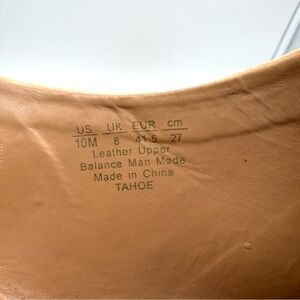 US UK EUR cm
10M 8 41.5 27
Leather Upper
Balance Man Made
Made in China
TAHOE